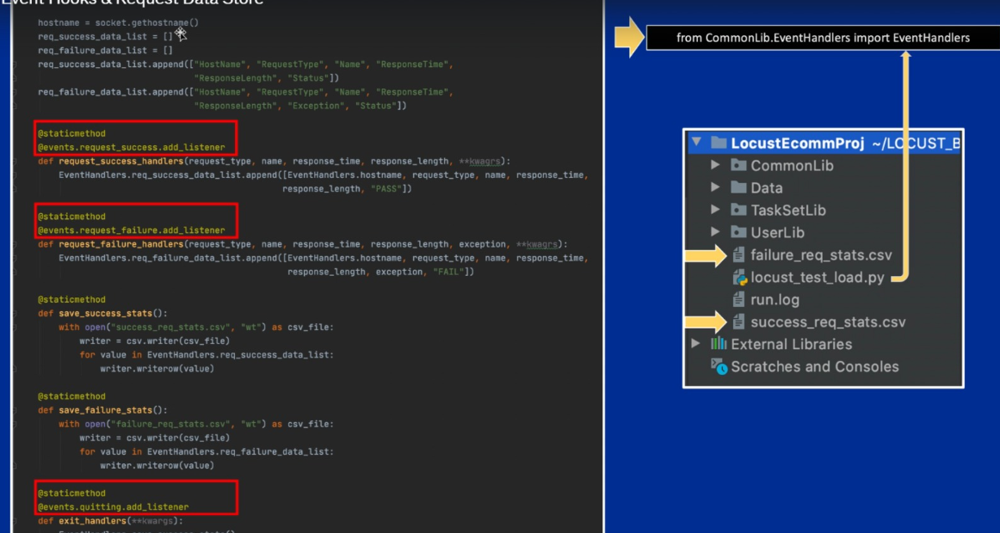 Event Hooks & Request Data Store
hostname = socket.gethostname()
req_success_data_list = []
req_failure_data_list = []
req_success_data_list.append(["HostName", "RequestType", "Name", "ResponseTime",
"ResponseLength", "Status"])
req_failure_data_list.append(["HostName", "RequestType", "Name", "ResponseTime",
"ResponseLength", "Exception", "Status"])
@staticmethod
@events.request_success.add_listener
def request_success_handlers(request_type, name, response_time, response_length, **kwagrs):
EventHandlers.req_success_data_list.append([EventHandlers.hostname, request_type, name, response_time,
response_length, "PASS"])
@staticmethod
@events.request_failure.add_listener
def request_failure_handlers(request_type, name, response_time, response_length, exception, **kwagrs):
EventHandlers.req_failure_data_list.append([EventHandlers.hostname, request_type, name, response_time,
response_length, exception, "FAIL"])
@staticmethod
def save_success_stats():
with open("success_req_stats.csv", "wt") as csv_file:
writer = csv.writer(csv_file)
for value in EventHandlers.req_success_data_list:
writer.writerow(value)
@staticmethod
def save_failure_stats():
with open("failure_req_stats.csv", "wt") as csv_file:
writer = csv.writer(csv_file)
for value in EventHandlers.req_failure_data_list:
writer.writerow(value)
@staticmethod
@events.quitting.add_listener
def exit_handlers(**kwargs):
from CommonLib.EventHandlers import EventHandlers
LocustEcommProj ~/LOCUST_B
CommonLib
Data
TaskSetLib
UserLib
failure_req_stats.csv
locust_test_load.py
run.log
success_req_stats.csv
External Libraries
Scratches and Consoles